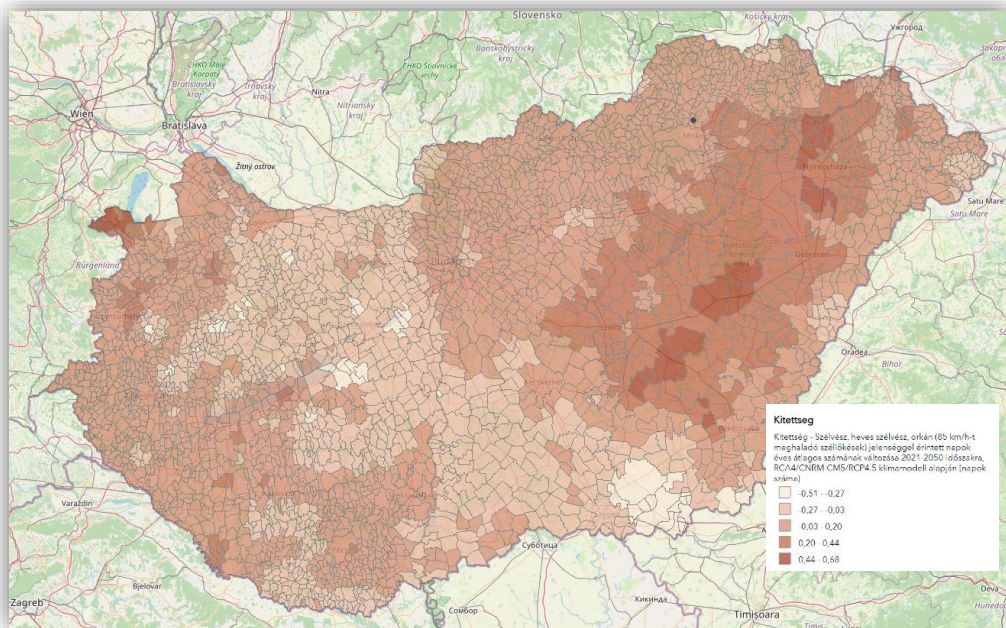 Slovensko
Košický kraj
Ужгород
CHKO Malé Karpaty
Bratislavský kraj
Trnavský kraj
Nitra
Nitriansky kraj
CHKO Štiavnické vrchy
Banskobystrický kraj
Wien
Bratislava
Žitný ostrov
Satu Mare
Satu Mare
Burgenland
Nyíregyháza
Debrecen
Budapest
Szolnok
Kecskemét
Békéscsaba
Oradea
Bihor
Varaždin
Bjelovar
Zagreb
Суботица
Сомбор
Кикинда
Timișoara
Deva
Kitettseg
Kitettség - Szélvész, heves szélvész, orkán (85 km/h-t
meghaladó széllökések) jelenséggel érintett napok
éves átlagos számának változása 2021-2050 időszakra,
RCA4/CNRM CM5/RCP4.5 klímamodell alapján (napok
száma)
-0,51 - -0,27
-0,27 - -0,03
-0,03 - 0,20
0,20 - 0,44
0,44 - 0,68